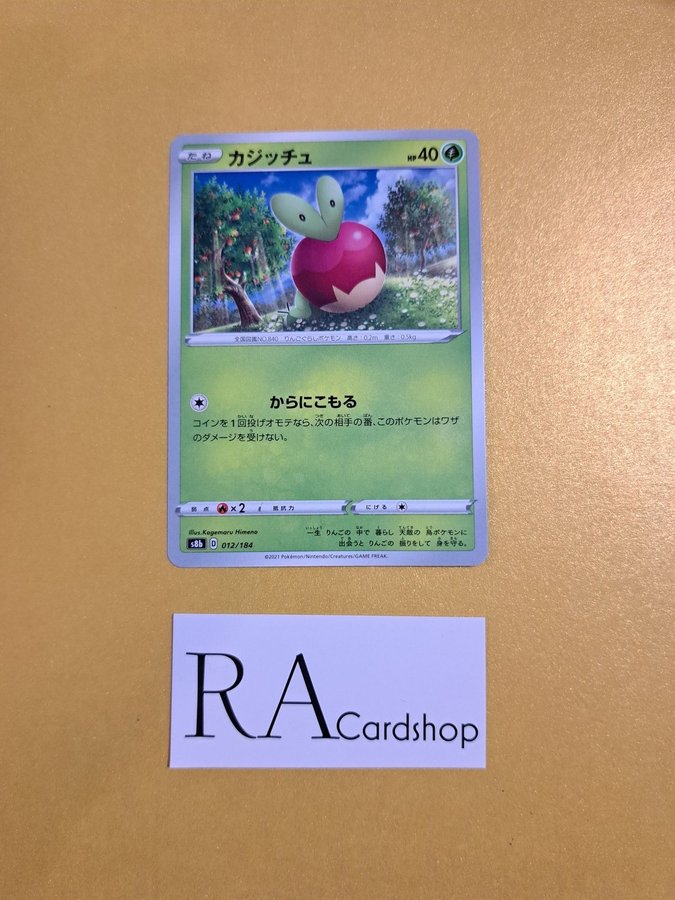 たね カジッチュ HP40
全国図鑑NO.840 りんごぐらしポケモン 高さ:0.2m 重さ:0.5kg
からにこもる
コインを1回投げオモテなら、次の相手の番、このポケモンはワザ
のダメージを受けない。
弱点 ×2 抵抗力 にげる
Illus.Kagemaru Himeno
一生 りんごの 中で 暮らし 天敵の 鳥ポケモンに
出会うと りんごの 振りをして 身を守る。
s8b D 012/184
©2021 Pokémon/Nintendo/Creatures/GAME FREAK.
RA Cardshop